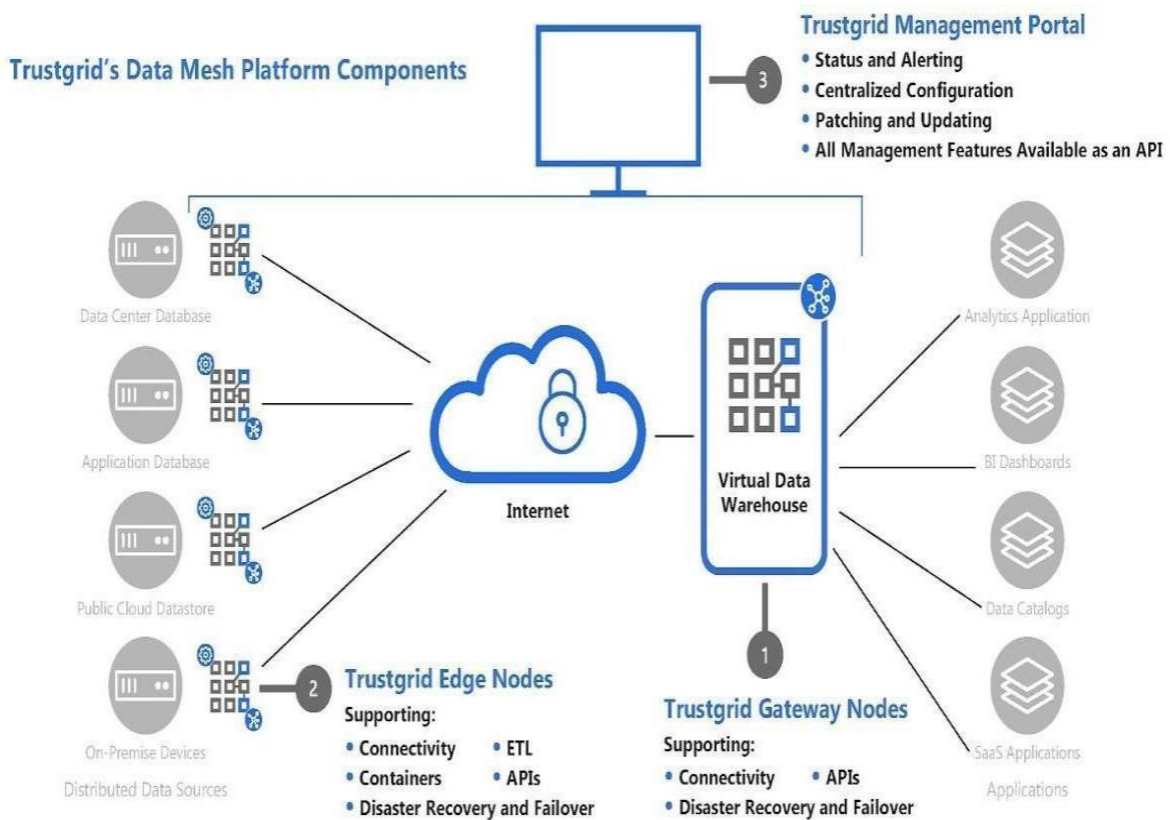 Trustgrid's Data Mesh Platform Components
3
Trustgrid Management Portal
• Status and Alerting
• Centralized Configuration
• Patching and Updating
• All Management Features Available as an API
Data Center Database
Application Database
Public Cloud Datastore
On-Premise Devices
Distributed Data Sources
Internet
Virtual Data
Warehouse
Analytics Application
BI Dashboards
Data Catalogs
SaaS Applications
Applications
2
Trustgrid Edge Nodes
Supporting:
• Connectivity • ETL
• Containers • APIs
• Disaster Recovery and Failover
1
Trustgrid Gateway Nodes
Supporting:
• Connectivity • APIs
• Disaster Recovery and Failover